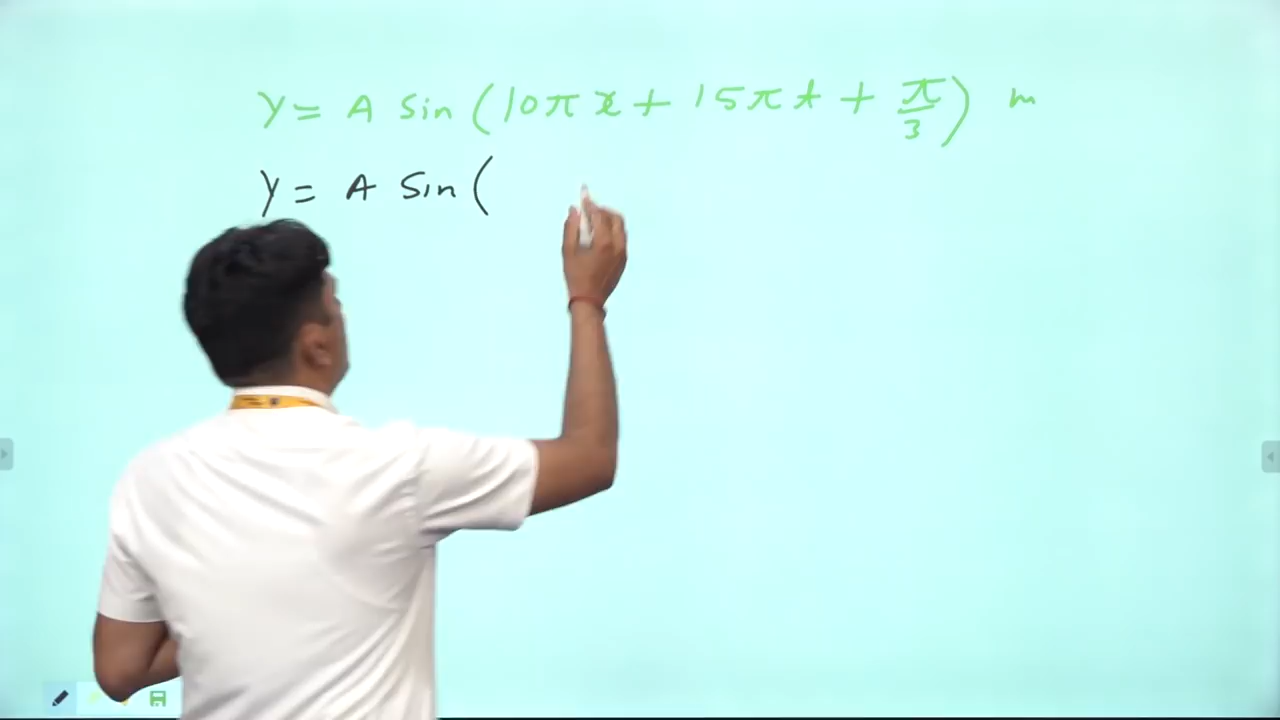 Y = A Sin (10πx + 15πt + π/3) m
Y = A Sin (